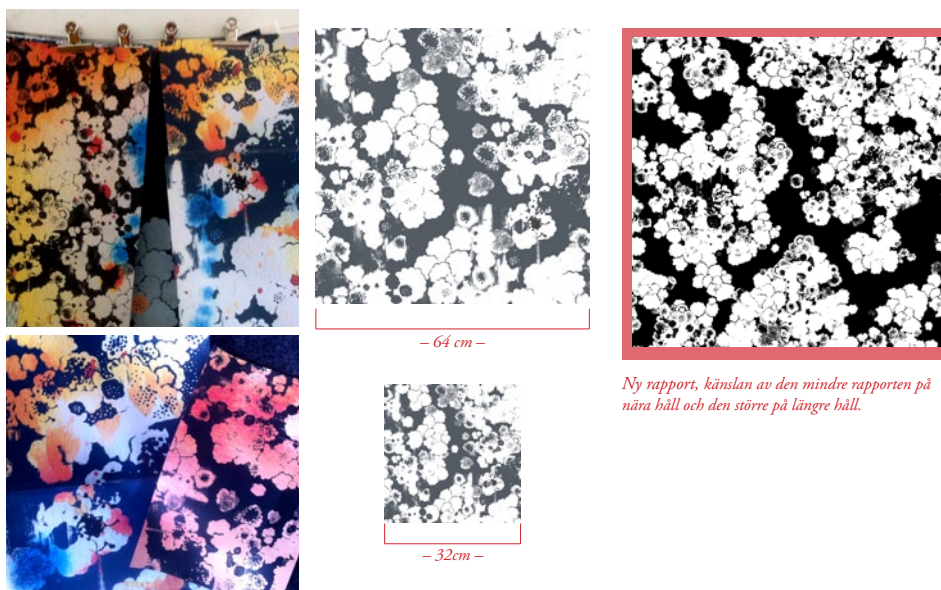 – 64 cm –
Ny rapport, känslan av den mindre rapporten på
nära håll och den större på längre håll.
– 32cm –